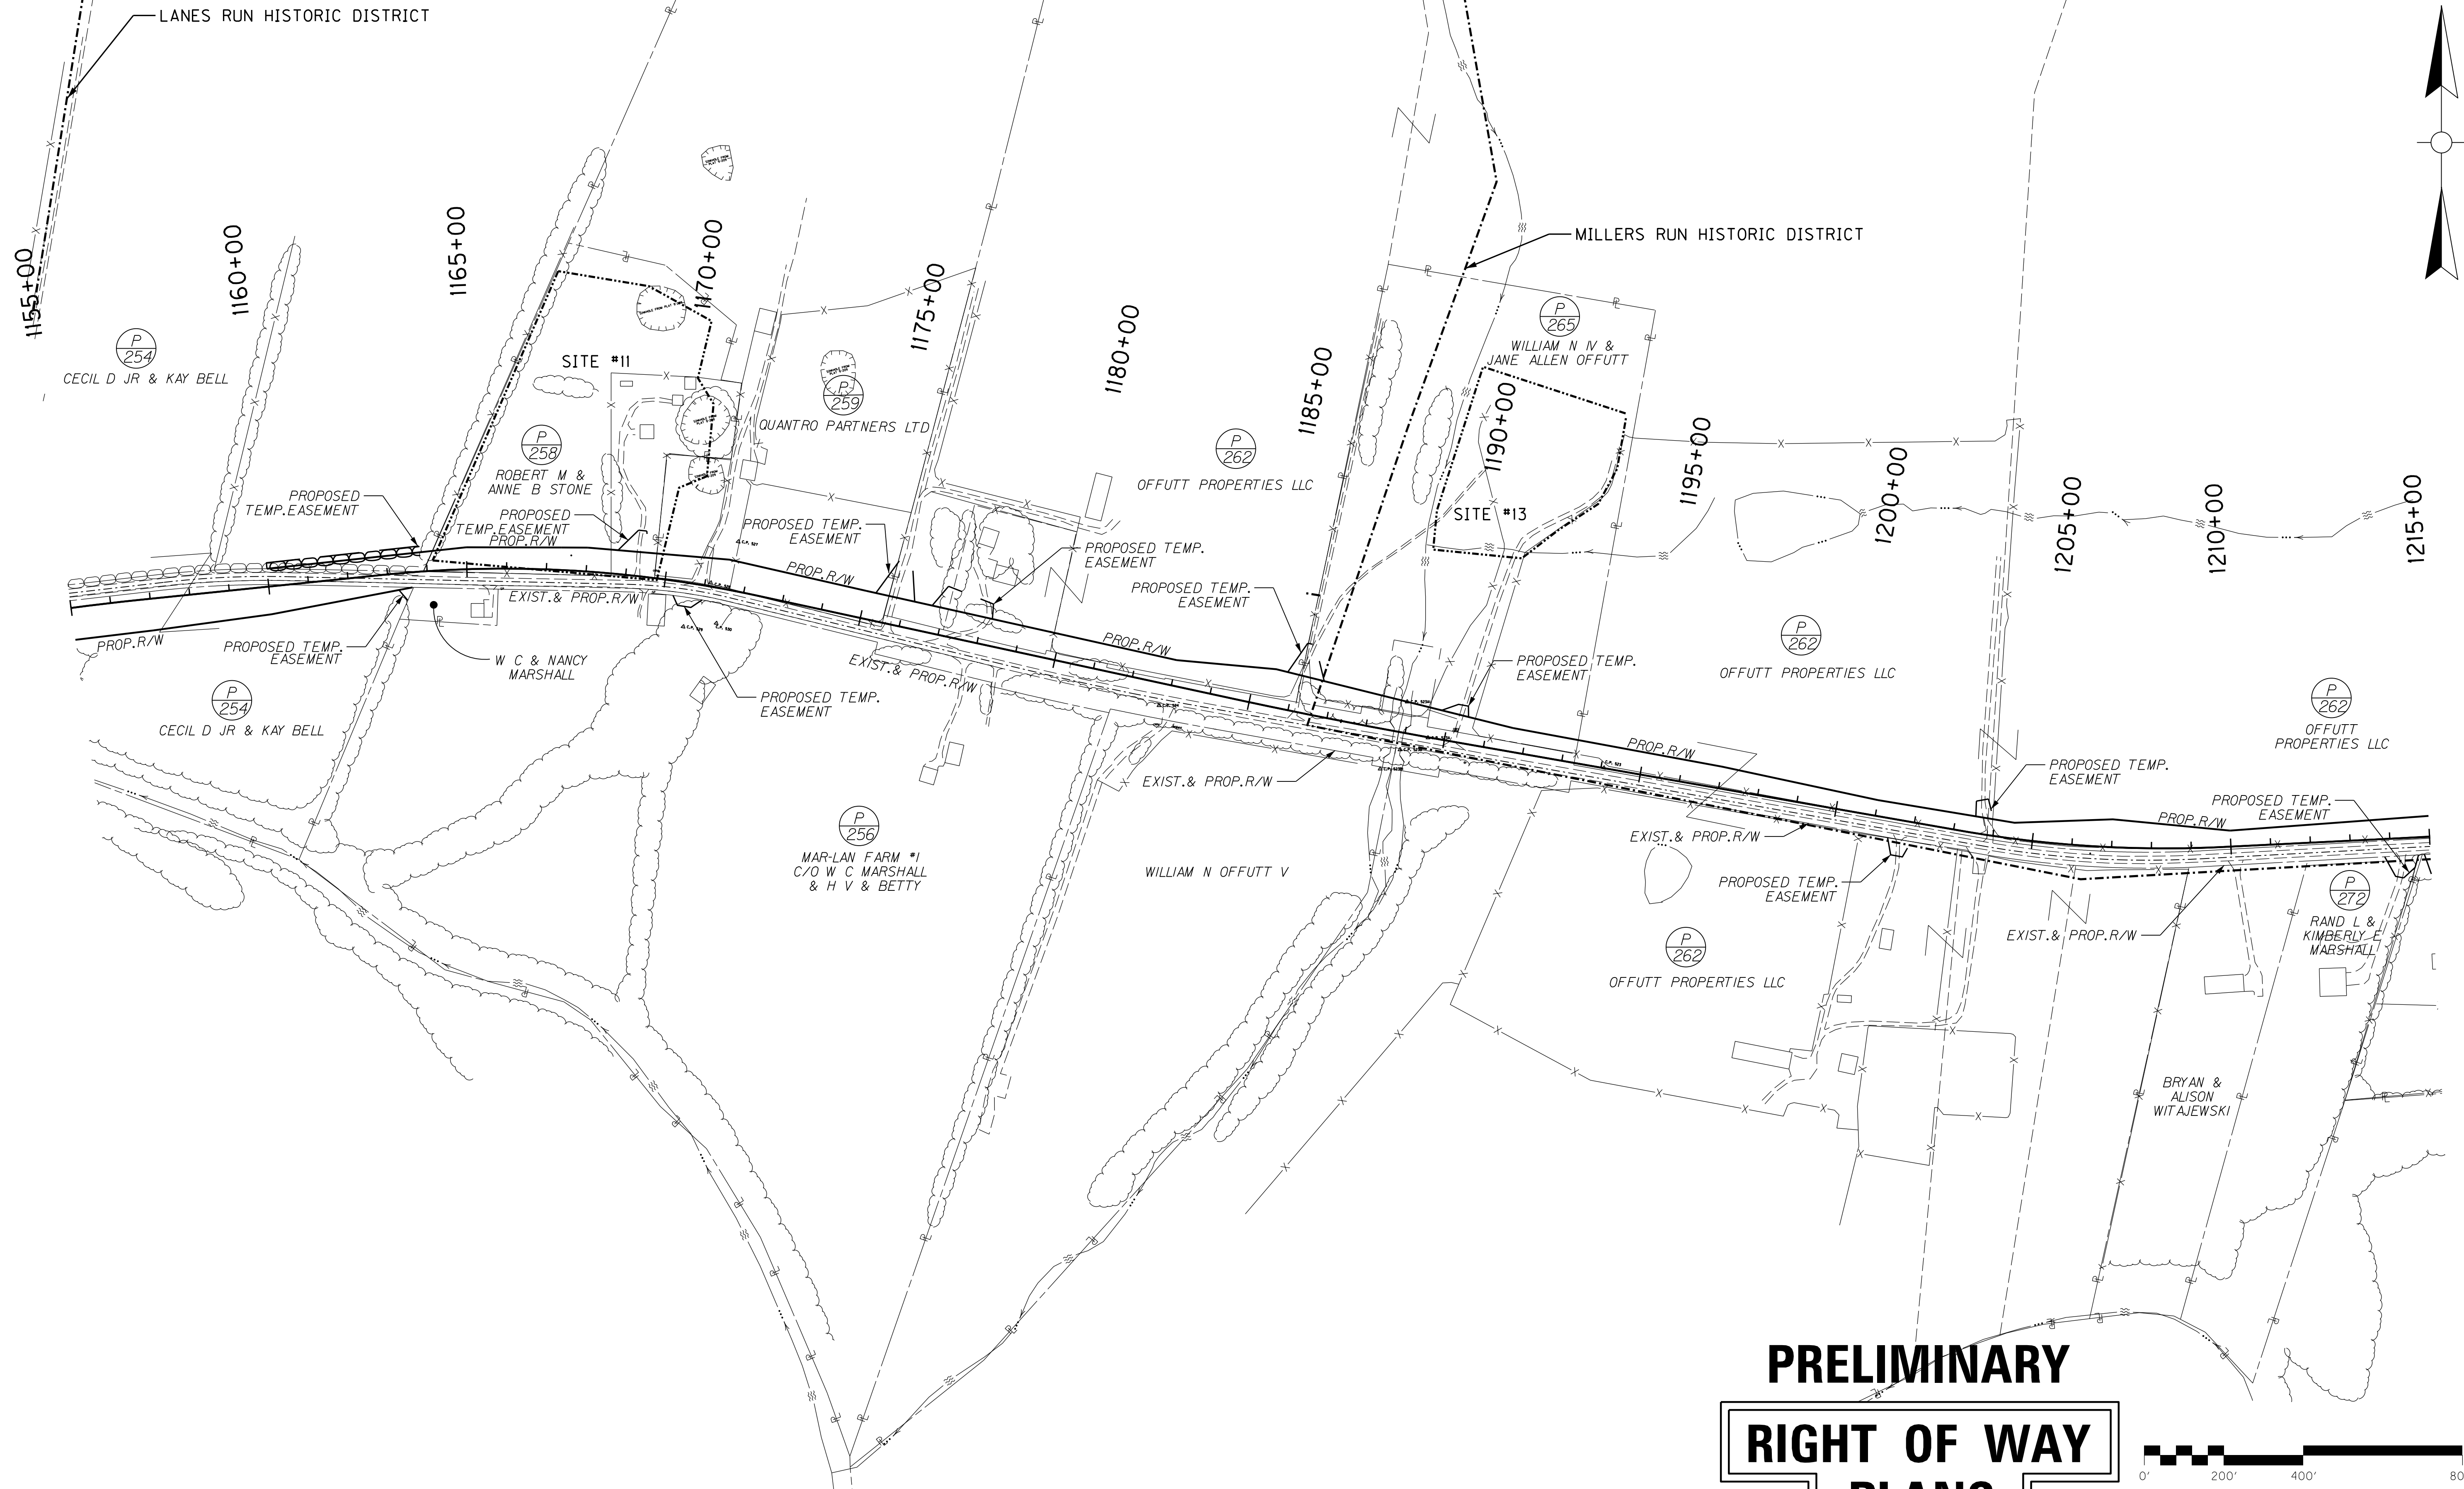 LANES RUN HISTORIC DISTRICT
MILLERS RUN HISTORIC DISTRICT
1155+00
1160+00
1165+00
1170+00
1175+00
1180+00
1185+00
1190+00
1195+00
1200+00
1205+00
1210+00
1215+00
P
254
CECIL D JR & KAY BELL
SITE #11
P
258
ROBERT M &
ANNE B STONE
P
259
QUANTRO PARTNERS LTD
P
262
OFFUTT PROPERTIES LLC
P
265
WILLIAM N IV &
JANE ALLEN OFFUTT
SITE #13
PROPOSED
TEMP. EASEMENT
PROPOSED
TEMP. EASEMENT
PROP. R/W
PROPOSED TEMP.
EASEMENT
PROP. R/W
PROPOSED TEMP.
EASEMENT
PROPOSED TEMP.
EASEMENT
PROP. R/W
PROPOSED TEMP.
EASEMENT
P
262
OFFUTT PROPERTIES LLC
P
262
OFFUTT
PROPERTIES LLC
EXIST. & PROP. R/W
PROP. R/W
PROPOSED TEMP.
EASEMENT
W C & NANCY
MARSHALL
EXIST. & PROP. R/W
PROPOSED TEMP.
EASEMENT
P
254
CECIL D JR & KAY BELL
PROP. R/W
EXIST. & PROP. R/W
PROPOSED TEMP.
EASEMENT
PROPOSED TEMP.
EASEMENT
PROP. R/W
EXIST. & PROP. R/W
P
256
MAR-LAN FARM #1
C/O W C MARSHALL
& H V & BETTY
WILLIAM N OFFUTT V
PROPOSED TEMP.
EASEMENT
P
272
RAND L &
KIMBERLY E
MARSHALL
EXIST. & PROP. R/W
P
262
OFFUTT PROPERTIES LLC
BRYAN &
ALISON
WITAJEWSKI
PRELIMINARY
RIGHT OF WAY
PLANS
0' 200' 400'